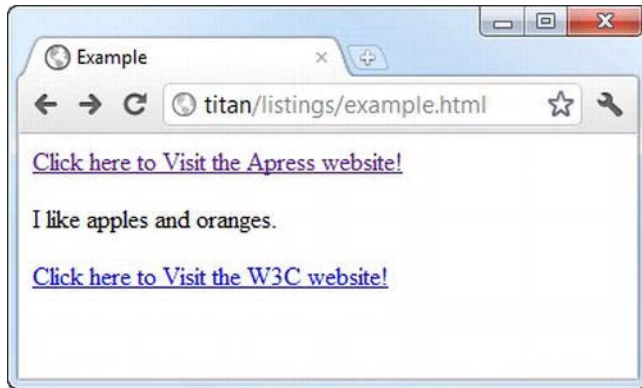 Example
titan/listings/example.html
Click here to Visit the Apress website!
I like apples and oranges.
Click here to Visit the W3C website!